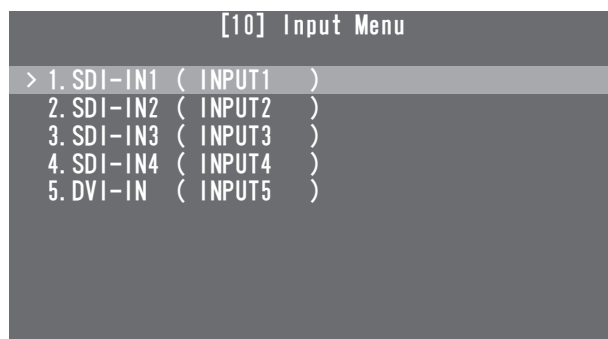 [10] Input Menu
> 1. SDI-IN1 ( INPUT1 )
2. SDI-IN2 ( INPUT2 )
3. SDI-IN3 ( INPUT3 )
4. SDI-IN4 ( INPUT4 )
5. DVI-IN ( INPUT5 )